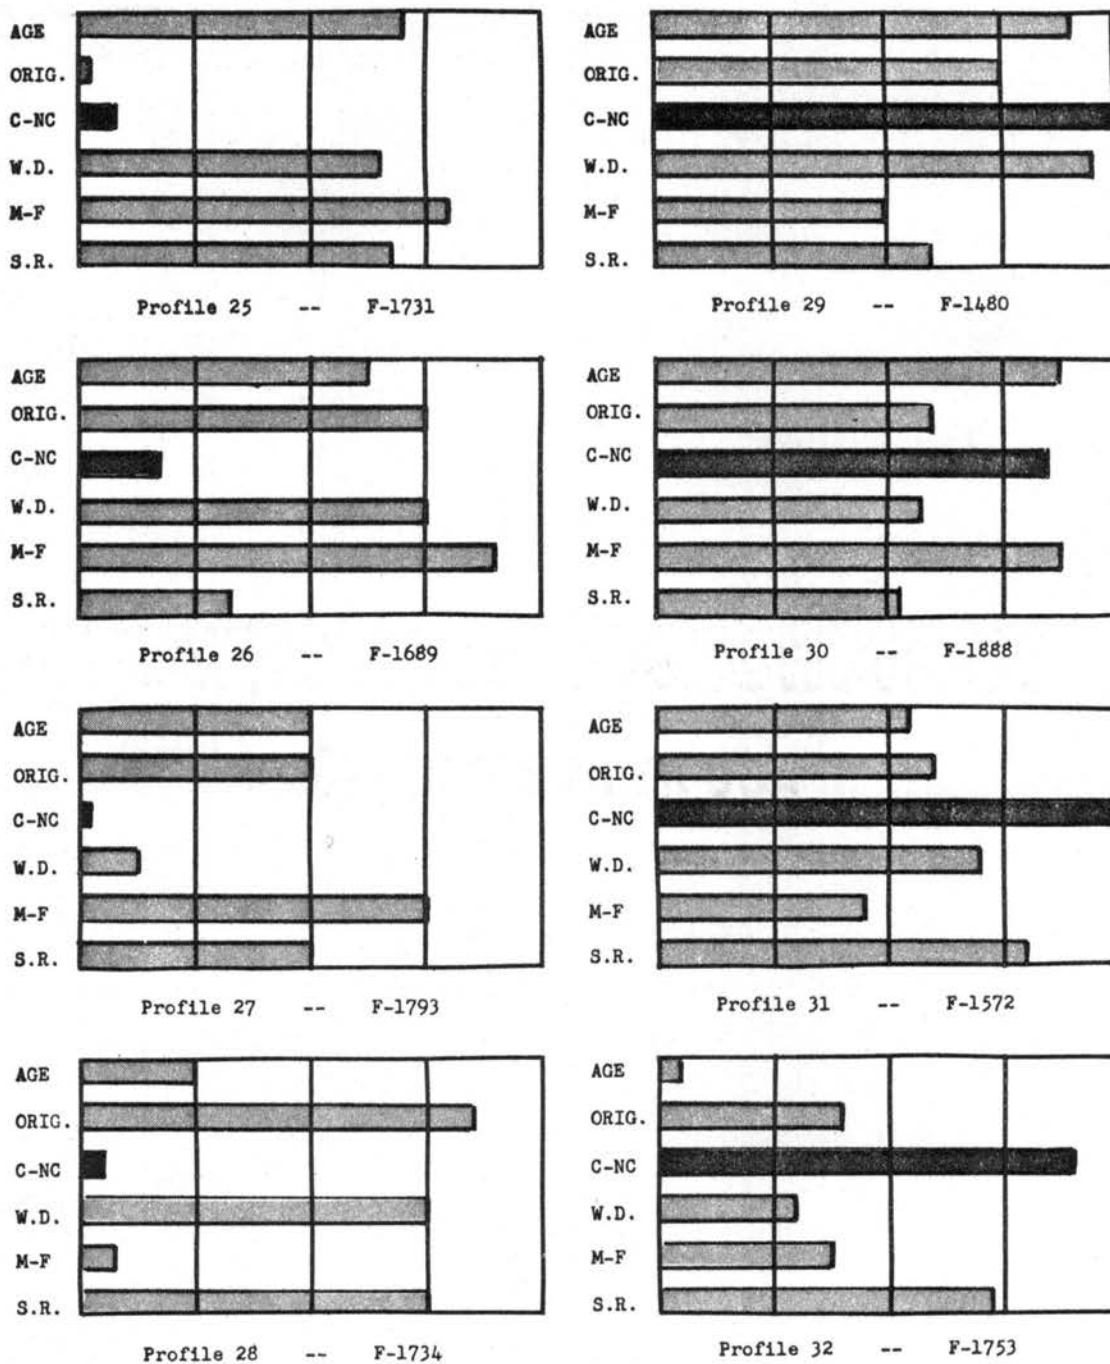 AGE
ORIG.
C-NC
W.D.
M-F
S.R.
Profile 25 -- F-1731
AGE
ORIG.
C-NC
W.D.
M-F
S.R.
Profile 29 -- F-1480
AGE
ORIG.
C-NC
W.D.
M-F
S.R.
Profile 26 -- F-1689
AGE
ORIG.
C-NC
W.D.
M-F
S.R.
Profile 30 -- F-1888
AGE
ORIG.
C-NC
W.D.
M-F
S.R.
Profile 27 -- F-1793
AGE
ORIG.
C-NC
W.D.
M-F
S.R.
Profile 31 -- F-1572
AGE
ORIG.
C-NC
W.D.
M-F
S.R.
Profile 28 -- F-1734
AGE
ORIG.
C-NC
W.D.
M-F
S.R.
Profile 32 -- F-1753